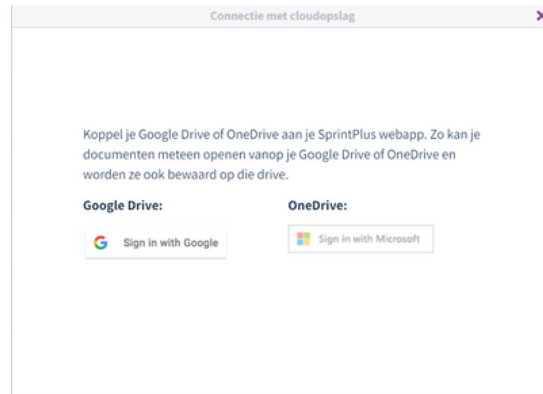 Connectie met cloudopslag
Koppel je Google Drive of OneDrive aan je SprintPlus webapp. Zo kan je
documenten meteen openen vanop je Google Drive of OneDrive en
worden ze ook bewaard op die drive.
Google Drive: OneDrive:
Sign in with Google Sign in with Microsoft